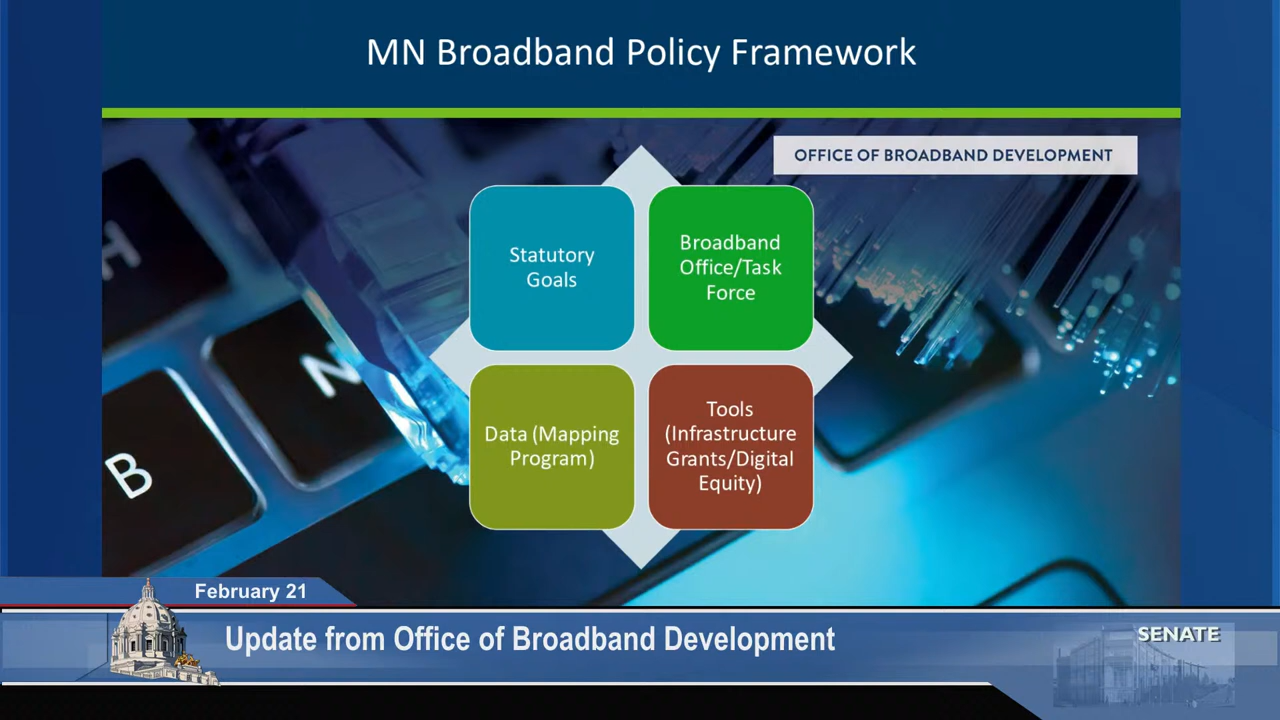 MN Broadband Policy Framework
OFFICE OF BROADBAND DEVELOPMENT
Statutory
Goals
Broadband
Office/Task
Force
Data (Mapping
Program)
Tools
(Infrastructure
Grants/Digital
Equity)
H
N
B
February 21
Update from Office of Broadband Development
SENATE